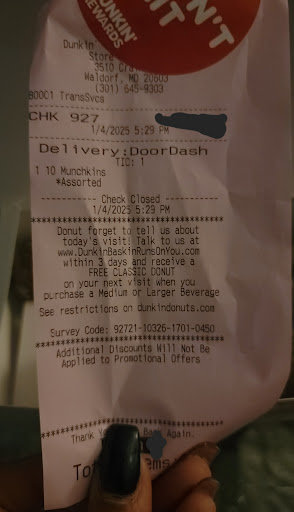 DUNKIN'
REWARDS
N'T
IT
Dunkin
Store
3510 Cra
Waldorf, MD 20603
(301) 645-9303
80001 TransSvcs
CHK 927
1/4/2025 5:29 PM
Delivery:DoorDash
TIC: 1
1 10 Munchkins
*Assorted
Check Closed
1/4/2025 5:29 PM
Donut forget to tell us about
today's visit: Talk to us at
www.DunkinBaskinRunsOnYou.com
within 3 days and receive a
FREE CLASSIC DONUT
on your next visit when you
purchase a Medium or Larger Beverage
See restrictions on dunkindonuts.com
Survey Code: 92721-10326-1701-0450
Additional Discounts Will Not Be
Applied to Promotional Offers
Thank Again.